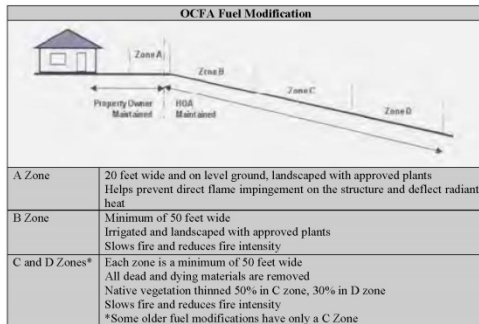 OCFA Fuel Modification
Zone A
Zone B
Zone C
Zone D
Property Owner
Maintained
HOA
Maintained
A Zone
20 feet wide and on level ground, landscaped with approved plants
Helps prevent direct flame impingement on the structure and deflect radiant
heat
B Zone
Minimum of 50 feet wide
Irrigated and landscaped with approved plants
Slows fire and reduces fire intensity
C and D Zones*
Each zone is a minimum of 50 feet wide
All dead and dying materials are removed
Native vegetation thinned 50% in C zone, 30% in D zone
Slows fire and reduces fire intensity
*Some older fuel modifications have only a C Zone